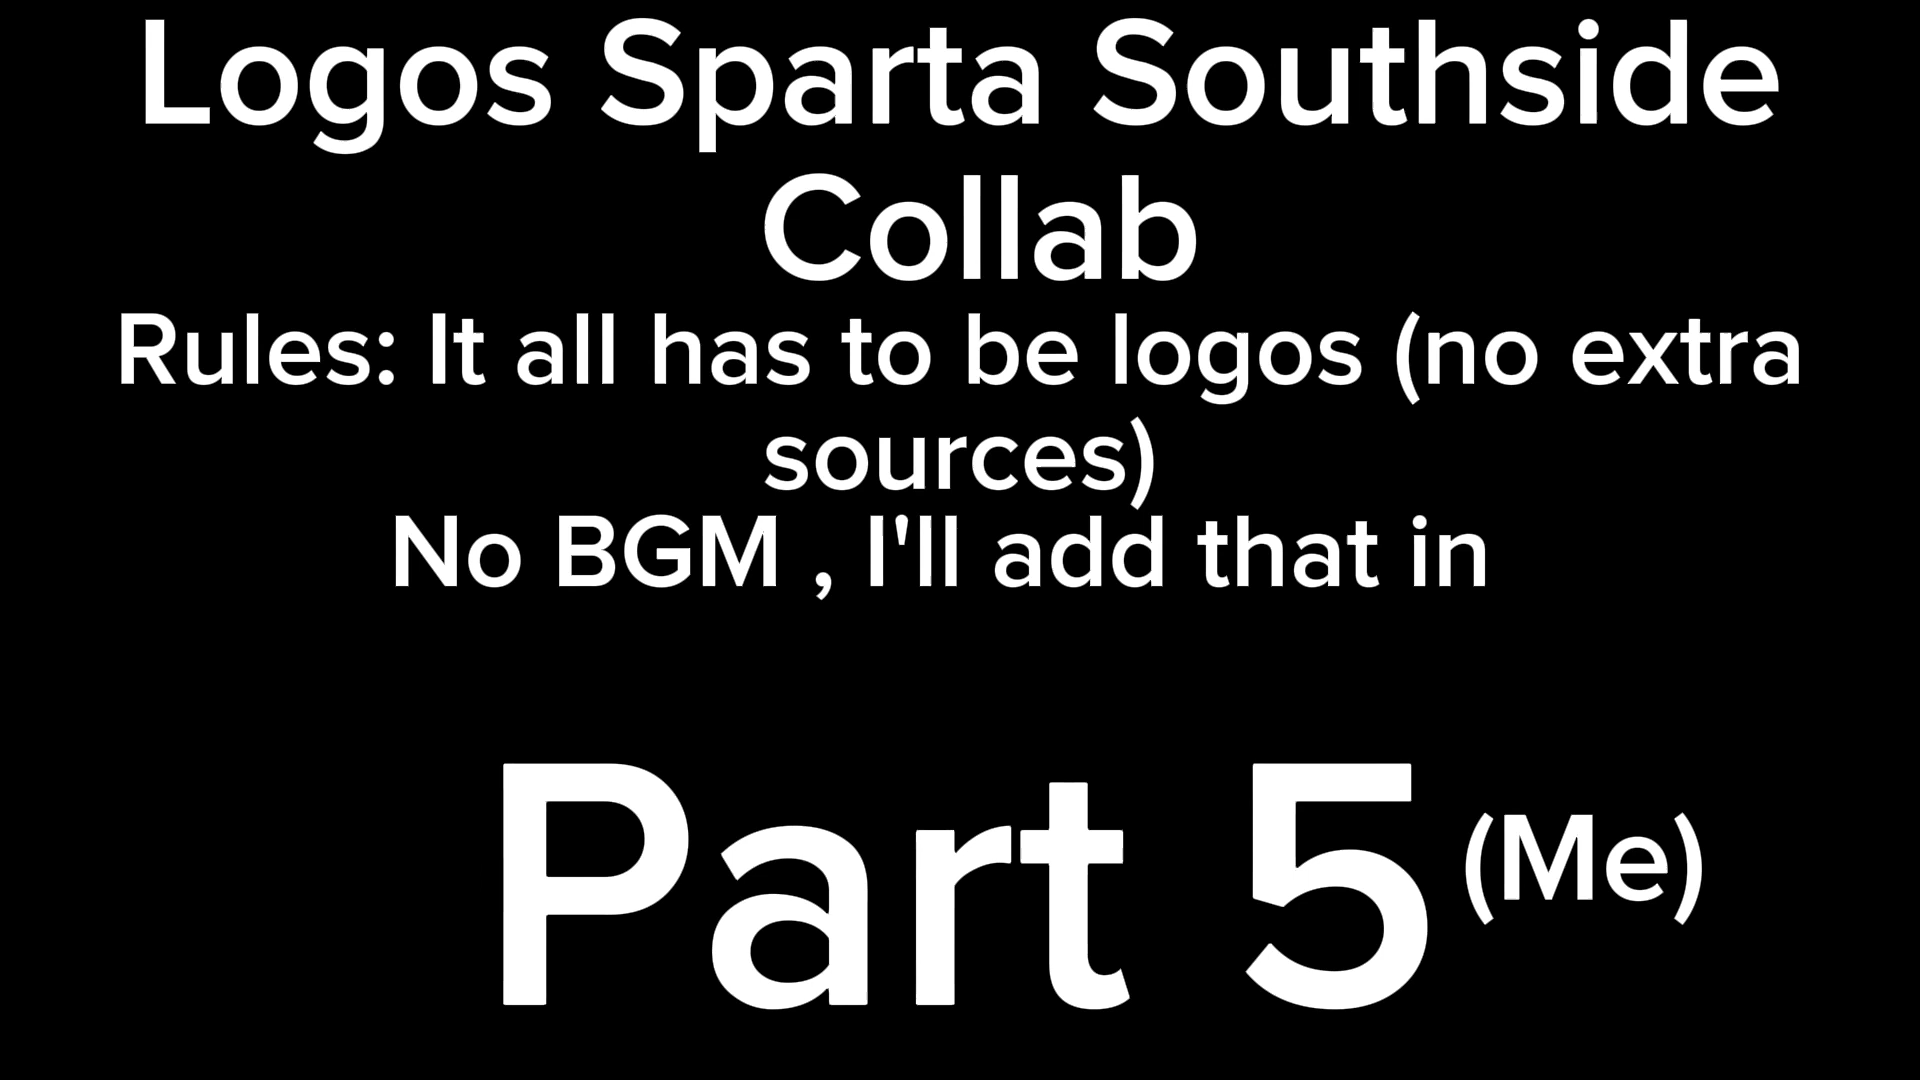 Logos Sparta Southside
Collab
Rules: It all has to be logos (no extra
sources)
No BGM , I'll add that in
Part 5 (Me)